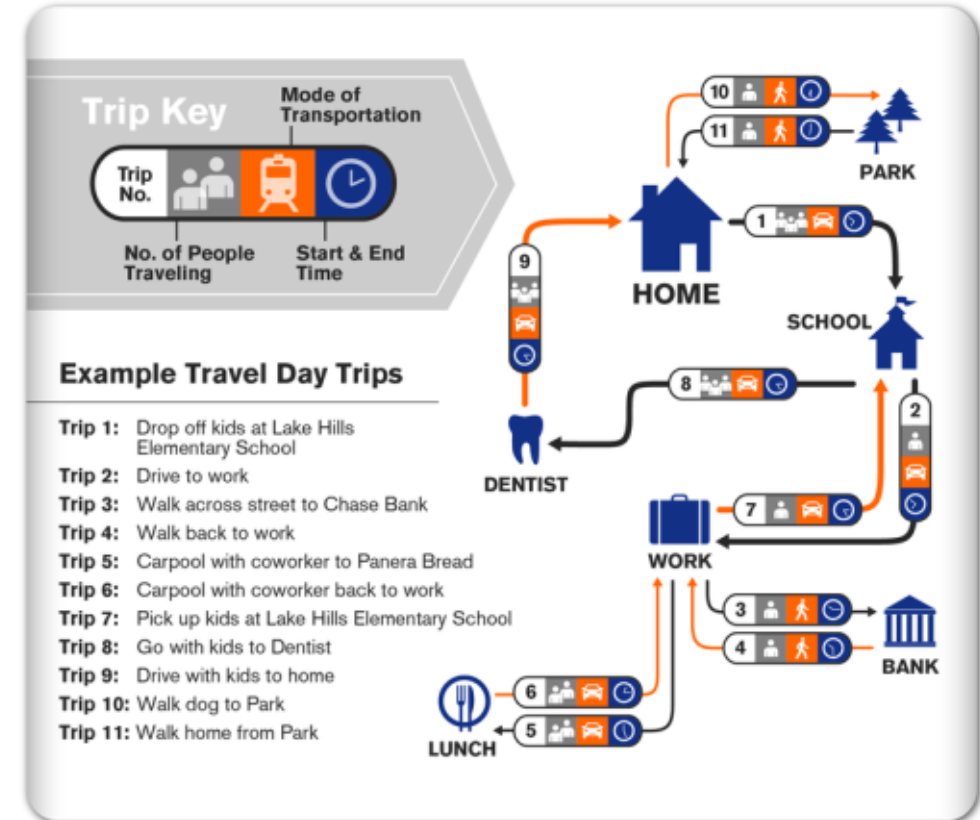 Trip Key
Mode of
Transportation
Trip
No.
No. of People
Traveling
Start & End
Time
Example Travel Day Trips
Trip 1: Drop off kids at Lake Hills
Elementary School
Trip 2: Drive to work
Trip 3: Walk across street to Chase Bank
Trip 4: Walk back to work
Trip 5: Carpool with coworker to Panera Bread
Trip 6: Carpool with coworker back to work
Trip 7: Pick up kids at Lake Hills Elementary School
Trip 8: Go with kids to Dentist
Trip 9: Drive with kids to home
Trip 10: Walk dog to Park
Trip 11: Walk home from Park
10
11
PARK
1
HOME
9
SCHOOL
8
2
DENTIST
7
WORK
3
4
BANK
6
5
LUNCH